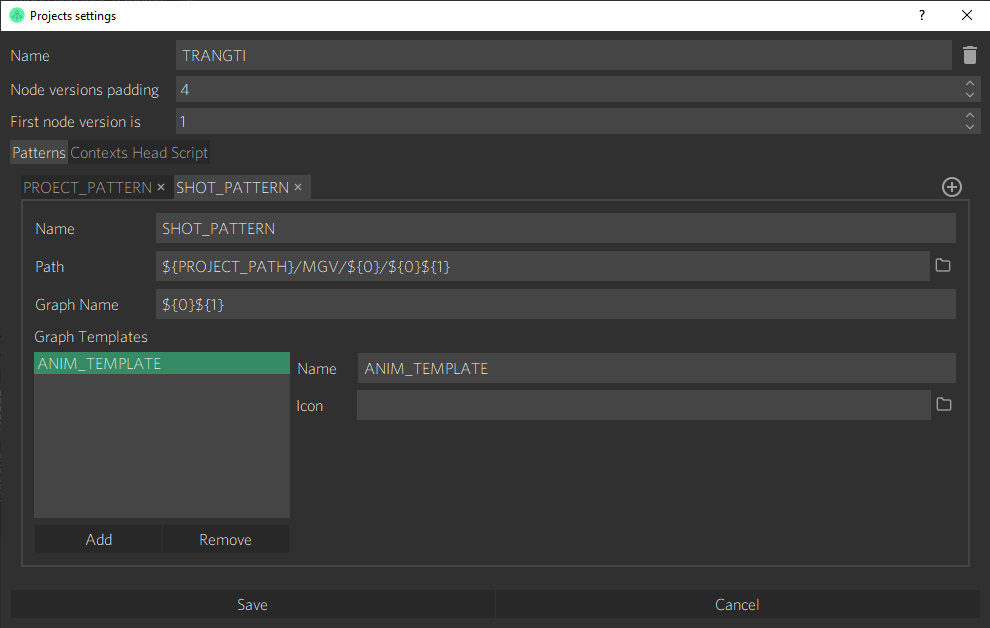 Projects settings ?
Name TRANGTI
Node versions padding 4
First node version is 1
Patterns Contexts Head Script
PROECT_PATTERN × SHOT_PATTERN ×
Name SHOT_PATTERN
Path ${PROJECT_PATH}/MGV/${0}/${0}${1}
Graph Name ${0}${1}
Graph Templates
ANIM_TEMPLATE
Name ANIM_TEMPLATE
Icon
Add Remove
Save Cancel